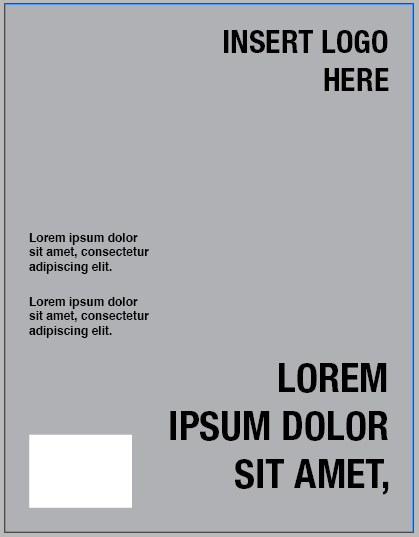 INSERT LOGO
HERE
Lorem ipsum dolor
sit amet, consectetur
adipiscing elit.
Lorem ipsum dolor
sit amet, consectetur
adipiscing elit.
LOREM
IPSUM DOLOR
SIT AMET,